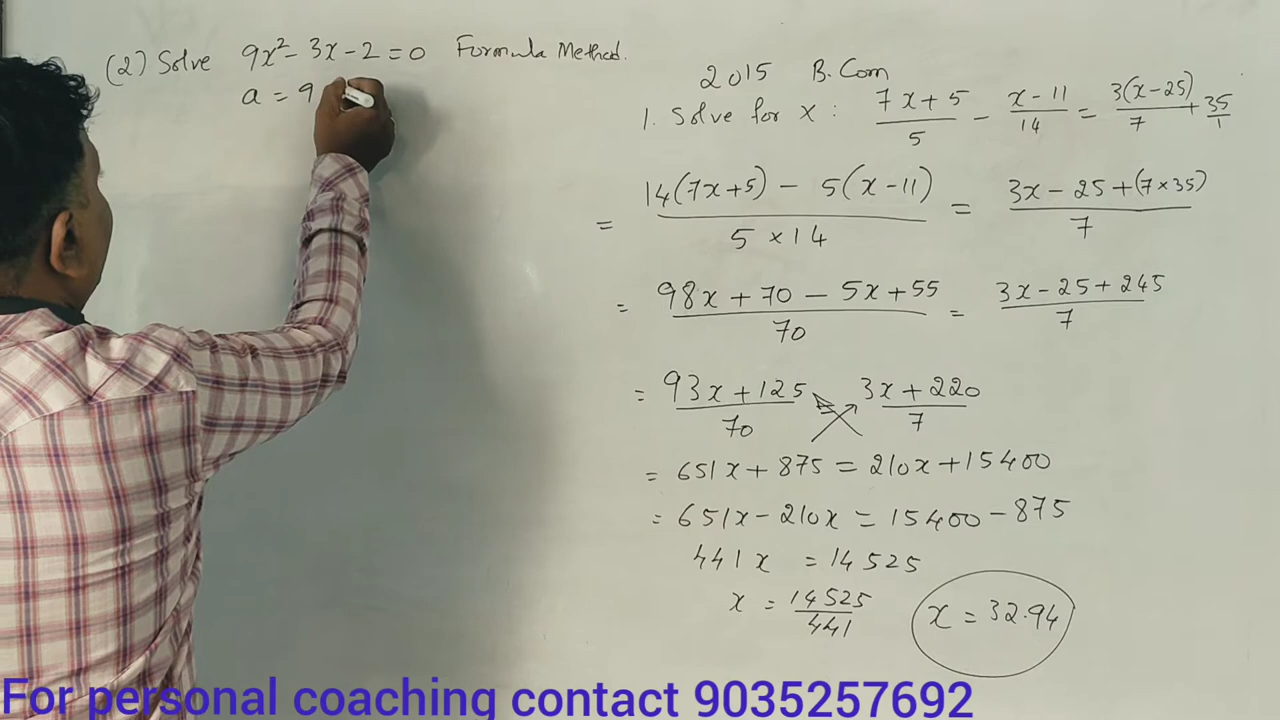 (2) Solve 9x² - 3x - 2 = 0 Formula Method.
a = 9
2015 B.Com
1. Solve for x : 7x+5/5 - x-11/14 = 3(x-25)/7 + 35/1
= 14(7x+5) - 5(x-11)/5×14 = 3x-25+(7×35)/7
= 98x+70-5x+55/70 = 3x-25+245/7
= 93x+125/70 3x+220/7
= 651x+875 = 210x+15400
= 651x-210x = 15400-875
441x = 14525
x = 14525/441
x = 32.94
For personal coaching contact 9035257692